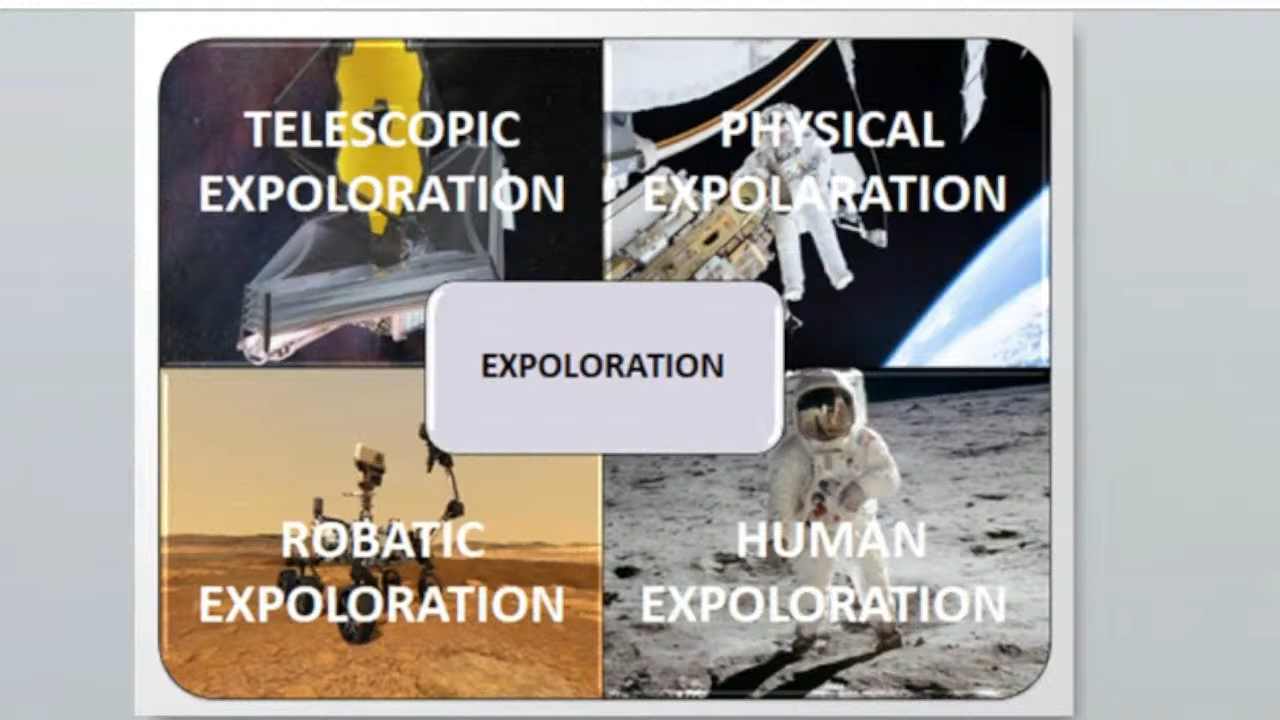 TELESCOPIC
EXPOLORATION
PHYSICAL
EXPOLARATION
EXPOLORATION
ROBATIC
EXPOLORATION
HUMAN
EXPOLORATION